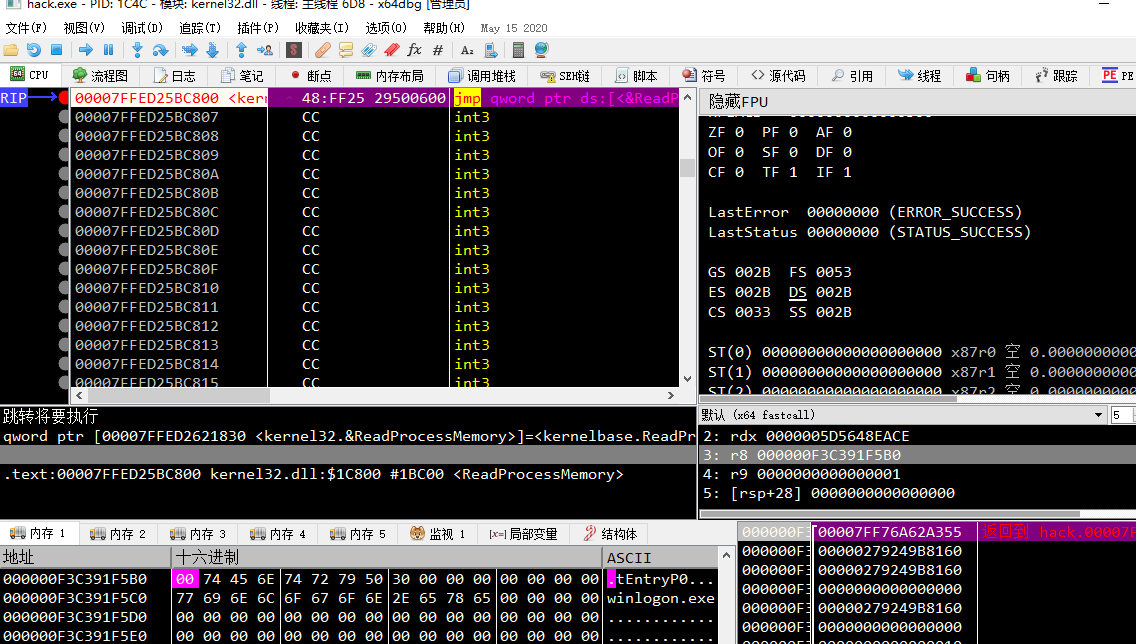 hack.exe - PID: 1C4C - 模块: kernel32.dll - 线程: 主线程 6D8 - x64dbg [管理员]
文件(F) 视图(V) 调试(D) 追踪(T) 插件(P) 收藏夹(I) 选项(O) 帮助(H) May 15 2020
CPU 流程图 日志 笔记 断点 内存布局 调用堆栈 SEH链 脚本 符号 源代码 引用 线程 句柄 跟踪 PE PE
RIP 00007FFED25BC800 <kern 48:FF25 29500600 jmp qword ptr ds:[<&ReadP
00007FFED25BC807 CC int3
00007FFED25BC808 CC int3
00007FFED25BC809 CC int3
00007FFED25BC80A CC int3
00007FFED25BC80B CC int3
00007FFED25BC80C CC int3
00007FFED25BC80D CC int3
00007FFED25BC80E CC int3
00007FFED25BC80F CC int3
00007FFED25BC810 CC int3
00007FFED25BC811 CC int3
00007FFED25BC812 CC int3
00007FFED25BC813 CC int3
00007FFED25BC814 CC int3
00007FFED25BC815 CC int3
隐藏FPU
ZF 0 PF 0 AF 0
OF 0 SF 0 DF 0
CF 0 TF 1 IF 1
LastError 00000000 (ERROR_SUCCESS)
LastStatus 00000000 (STATUS_SUCCESS)
GS 002B FS 0053
ES 002B DS 002B
CS 0033 SS 002B
ST(0) 00000000000000000000 x87r0 空 0.0000000000
ST(1) 00000000000000000000 x87r1 空 0.0000000000
ST(2) 00000000000000000000 x87r2 空 0.0000000000
跳转将要执行
qword ptr [00007FFED2621830 <kernel32.&ReadProcessMemory>]=<kernelbase.ReadPr
.text:00007FFED25BC800 kernel32.dll:$1C800 #1BC00 <ReadProcessMemory>
默认 (x64 fastcall) 5
2: rdx 0000005D5648EACE
3: r8 000000F3C391F5B0
4: r9 0000000000000001
5: [rsp+28] 0000000000000000
内存 1 内存 2 内存 3 内存 4 内存 5 监视 1 [x=] 局部变量 结构体
地址 十六进制 ASCII
000000F3C391F5B0 00 74 45 6E 74 72 79 50 30 00 00 00 00 00 00 00 .tEntryP0...
000000F3C391F5C0 77 69 6E 6C 6F 67 6F 6E 2E 65 78 65 00 00 00 00 winlogon.exe
000000F3C391F5D0 00 00 00 00 00 00 00 00 00 00 00 00 00 00 00 00 ............
000000F3C391F5E0 00 00 00 00 00 00 00 00 00 00 00 00 00 00 00 00 ............
000000F3 00007FF76A62A355 返回到 hack.00007F
000000F3 00000279249B8160
000000F3 00000279249B8160
000000F3 0000000000000000
000000F3 00000279249B8160
000000F3 0000000000000000